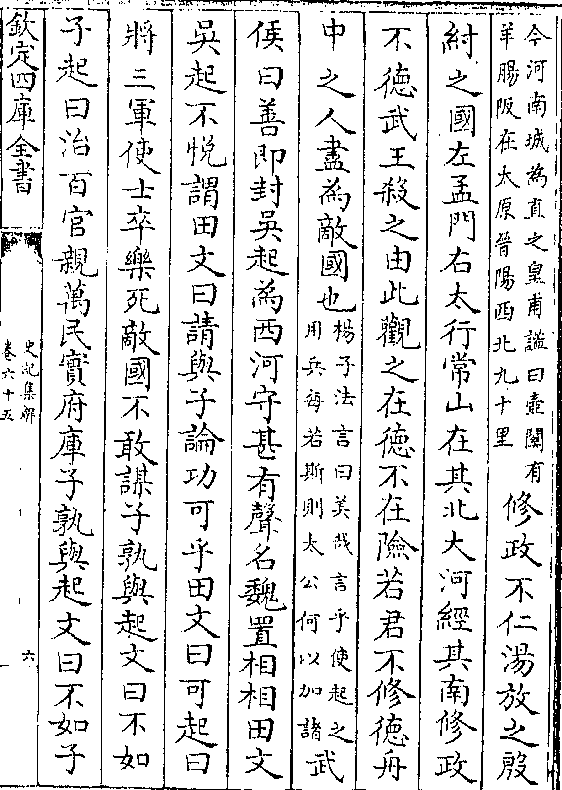 今河南城為直之皇甫謐曰壺關有
羊腸阪在太原晉陽西北九十里
修政不仁湯放之殷
紂之國左孟門右太行常山在其北大河經其南修政
不德武王殺之由此觀之在德不在險若君不修德舟
中之人盡為敵國也
楊子法言曰美哉言乎使起之
用兵每若斯則太公何以加諸
武
侯曰善即封吳起為西河守甚有聲名魏置相相田文
吳起不悅謂田文曰請與子論功可乎田文曰可起曰
將三軍使士卒樂死敵國不敢謀子孰與起文曰不如
子起曰治百官親萬民實府庫子孰與起文曰不如子
欽定四庫全書
史記集解
卷六十五
六